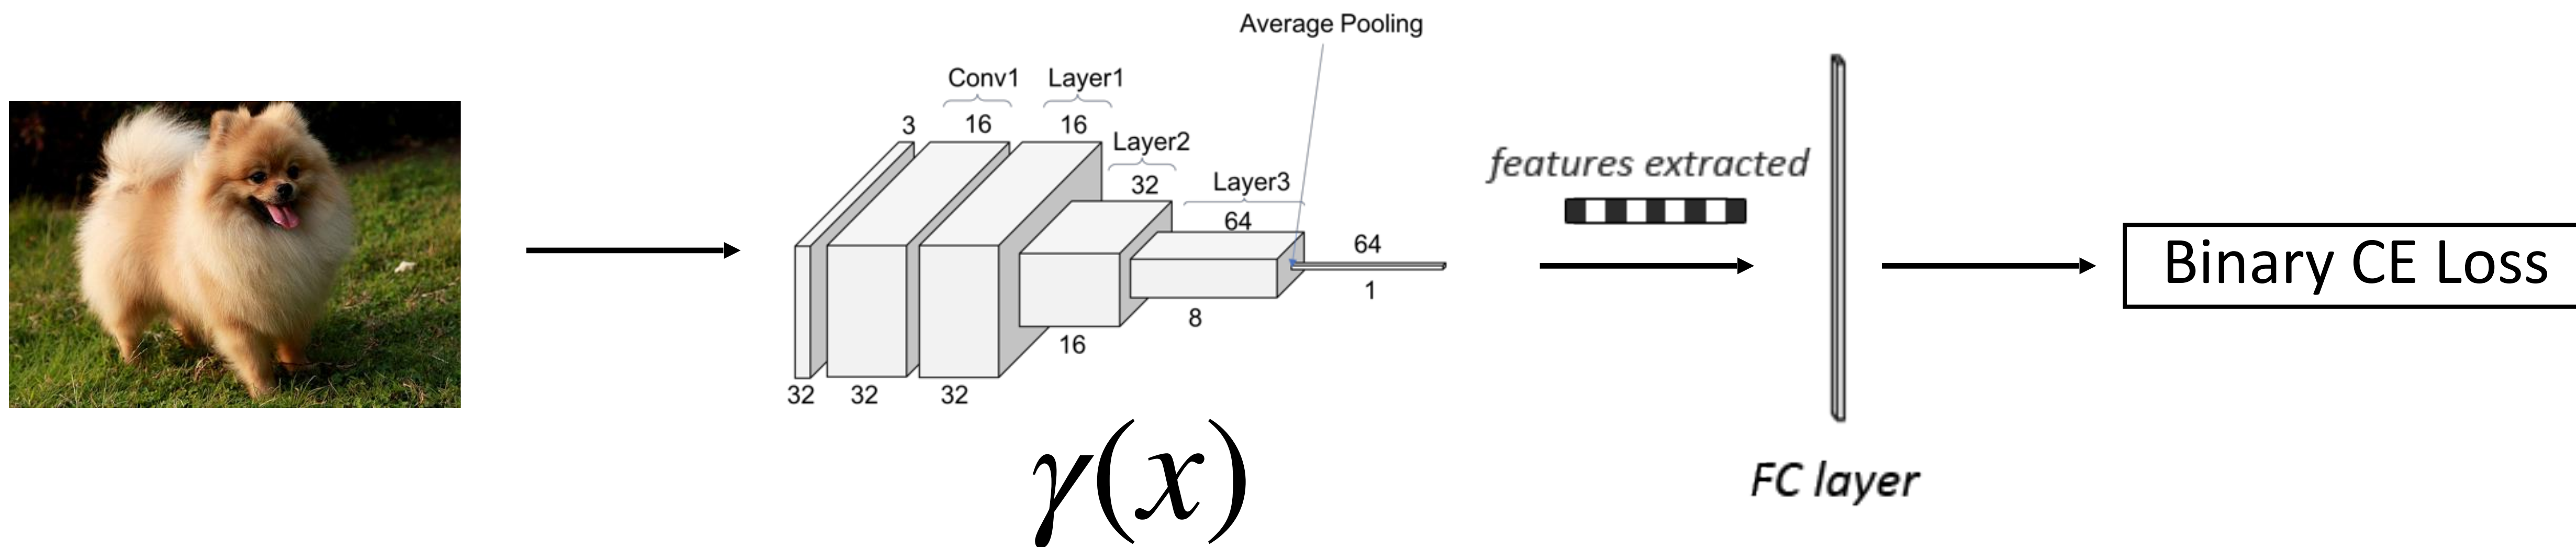 Average Pooling
Conv1 Layer1
3 16 16
Layer2
32
Layer3
64
64
1
8
16
32 32 32
γ(x)
features extracted
FC layer
Binary CE Loss